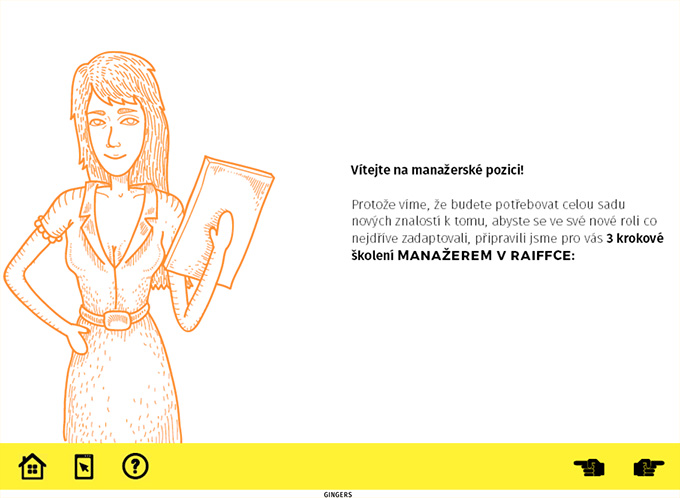 Vítejte na manažerské pozici!
Protože víme, že budete potřebovat celou sadu
nových znalostí k tomu, abyste se ve své nové roli co
nejdříve zadaptovali, připravili jsme pro vás 3 krokové
školení MANAŽEREM V RAIFFCE:
?
GINGERS